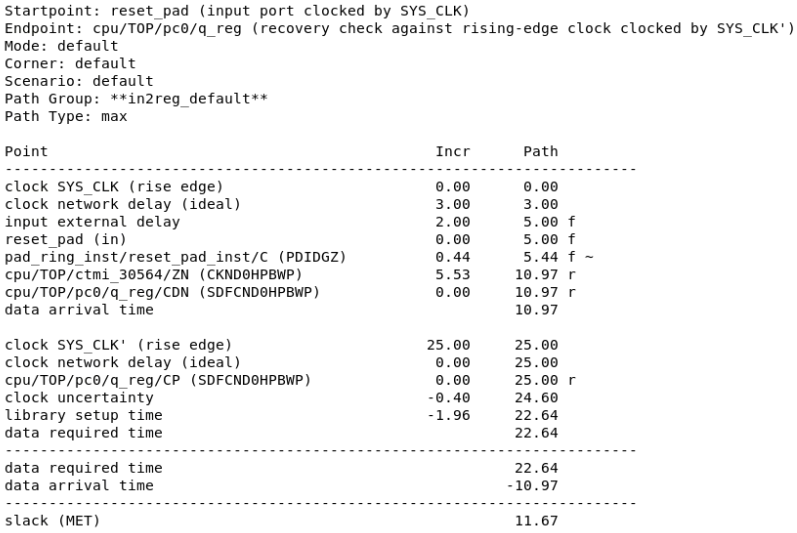 Startpoint: reset_pad (input port clocked by SYS_CLK)
Endpoint: cpu/TOP/pc0/q_reg (recovery check against rising-edge clock clocked by SYS_CLK')
Mode: default
Corner: default
Scenario: default
Path Group: **in2reg_default**
Path Type: max
Point                                            Incr      Path
------------------------------------------------------------------------
clock SYS_CLK (rise edge)                        0.00      0.00
clock network delay (ideal)                      3.00      3.00
input external delay                             2.00      5.00 f
reset_pad (in)                                   0.00      5.00 f
pad_ring_inst/reset_pad_inst/C (PDIDGZ)          0.44      5.44 f ~
cpu/TOP/ctmi_30564/ZN (CKND0HPBWP)               5.53     10.97 r
cpu/TOP/pc0/q_reg/CDN (SDFCND0HPBWP)             0.00     10.97 r
data arrival time                                         10.97
clock SYS_CLK' (rise edge)                      25.00     25.00
clock network delay (ideal)                      0.00     25.00
cpu/TOP/pc0/q_reg/CP (SDFCND0HPBWP)              0.00     25.00 r
clock uncertainty                               -0.40     24.60
library setup time                              -1.96     22.64
data required time                                        22.64
------------------------------------------------------------------------
data required time                                        22.64
data arrival time                                        -10.97
------------------------------------------------------------------------
slack (MET)                                               11.67